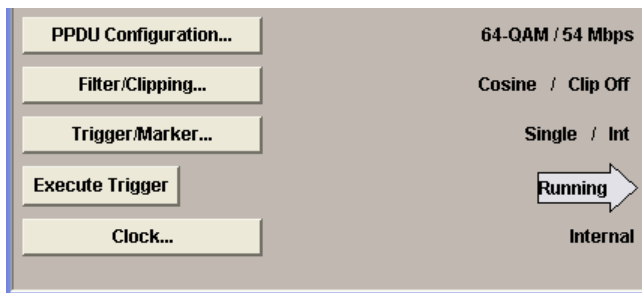 PPDU Configuration... 64-QAM / 54 Mbps
Filter/Clipping... Cosine / Clip Off
Trigger/Marker... Single / Int
Execute Trigger Running
Clock... Internal